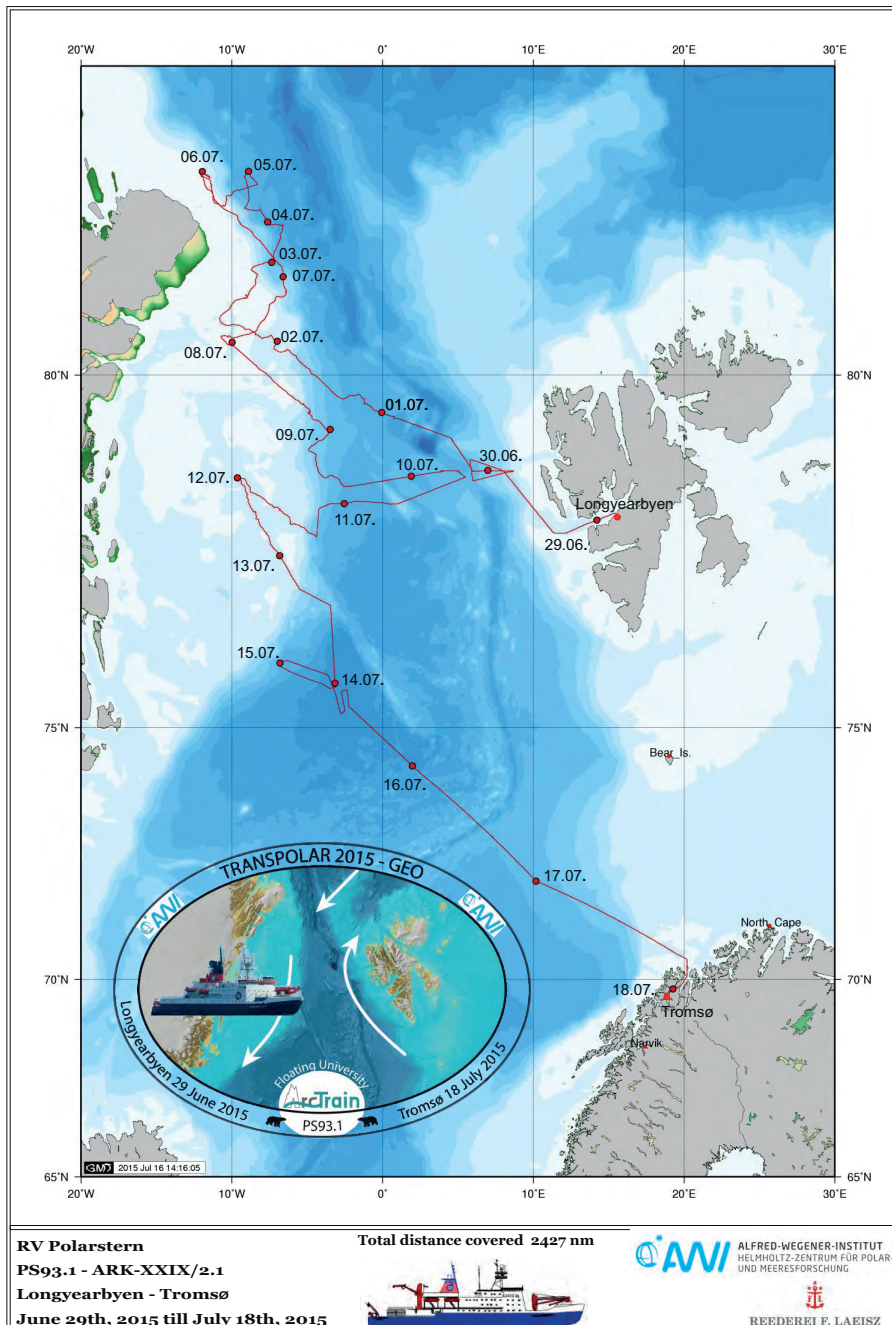 20°W
10°W
0°
10°E
20°E
30°E
06.07.
05.07.
04.07.
03.07.
07.07.
02.07.
08.07.
80°N
80°N
01.07.
09.07.
30.06.
10.07.
12.07.
Longyearbyen
11.07.
29.06.
13.07.
15.07.
14.07.
75°N
75°N
Bear Is.
16.07.
17.07.
TRANSPOLAR 2015 - GEO
AWI
AWI
North Cape
70°N
70°N
18.07.
Tromsø
Narvik
Longyearbyen 29 June 2015
Floating University
ArcTrain
PS93.1
Tromsø 18 July 2015
GMT 2015 Jul 16 14:16:05
65°N
65°N
20°W
10°W
0°
10°E
20°E
30°E
RV Polarstern
PS93.1 - ARK-XXIX/2.1
Longyearbyen - Tromsø
June 29th, 2015 till July 18th, 2015
Total distance covered 2427 nm
AWI
ALFRED-WEGENER-INSTITUT
HELMHOLTZ-ZENTRUM FÜR POLAR-
UND MEERESFORSCHUNG
REEDEREI F. LAEISZ